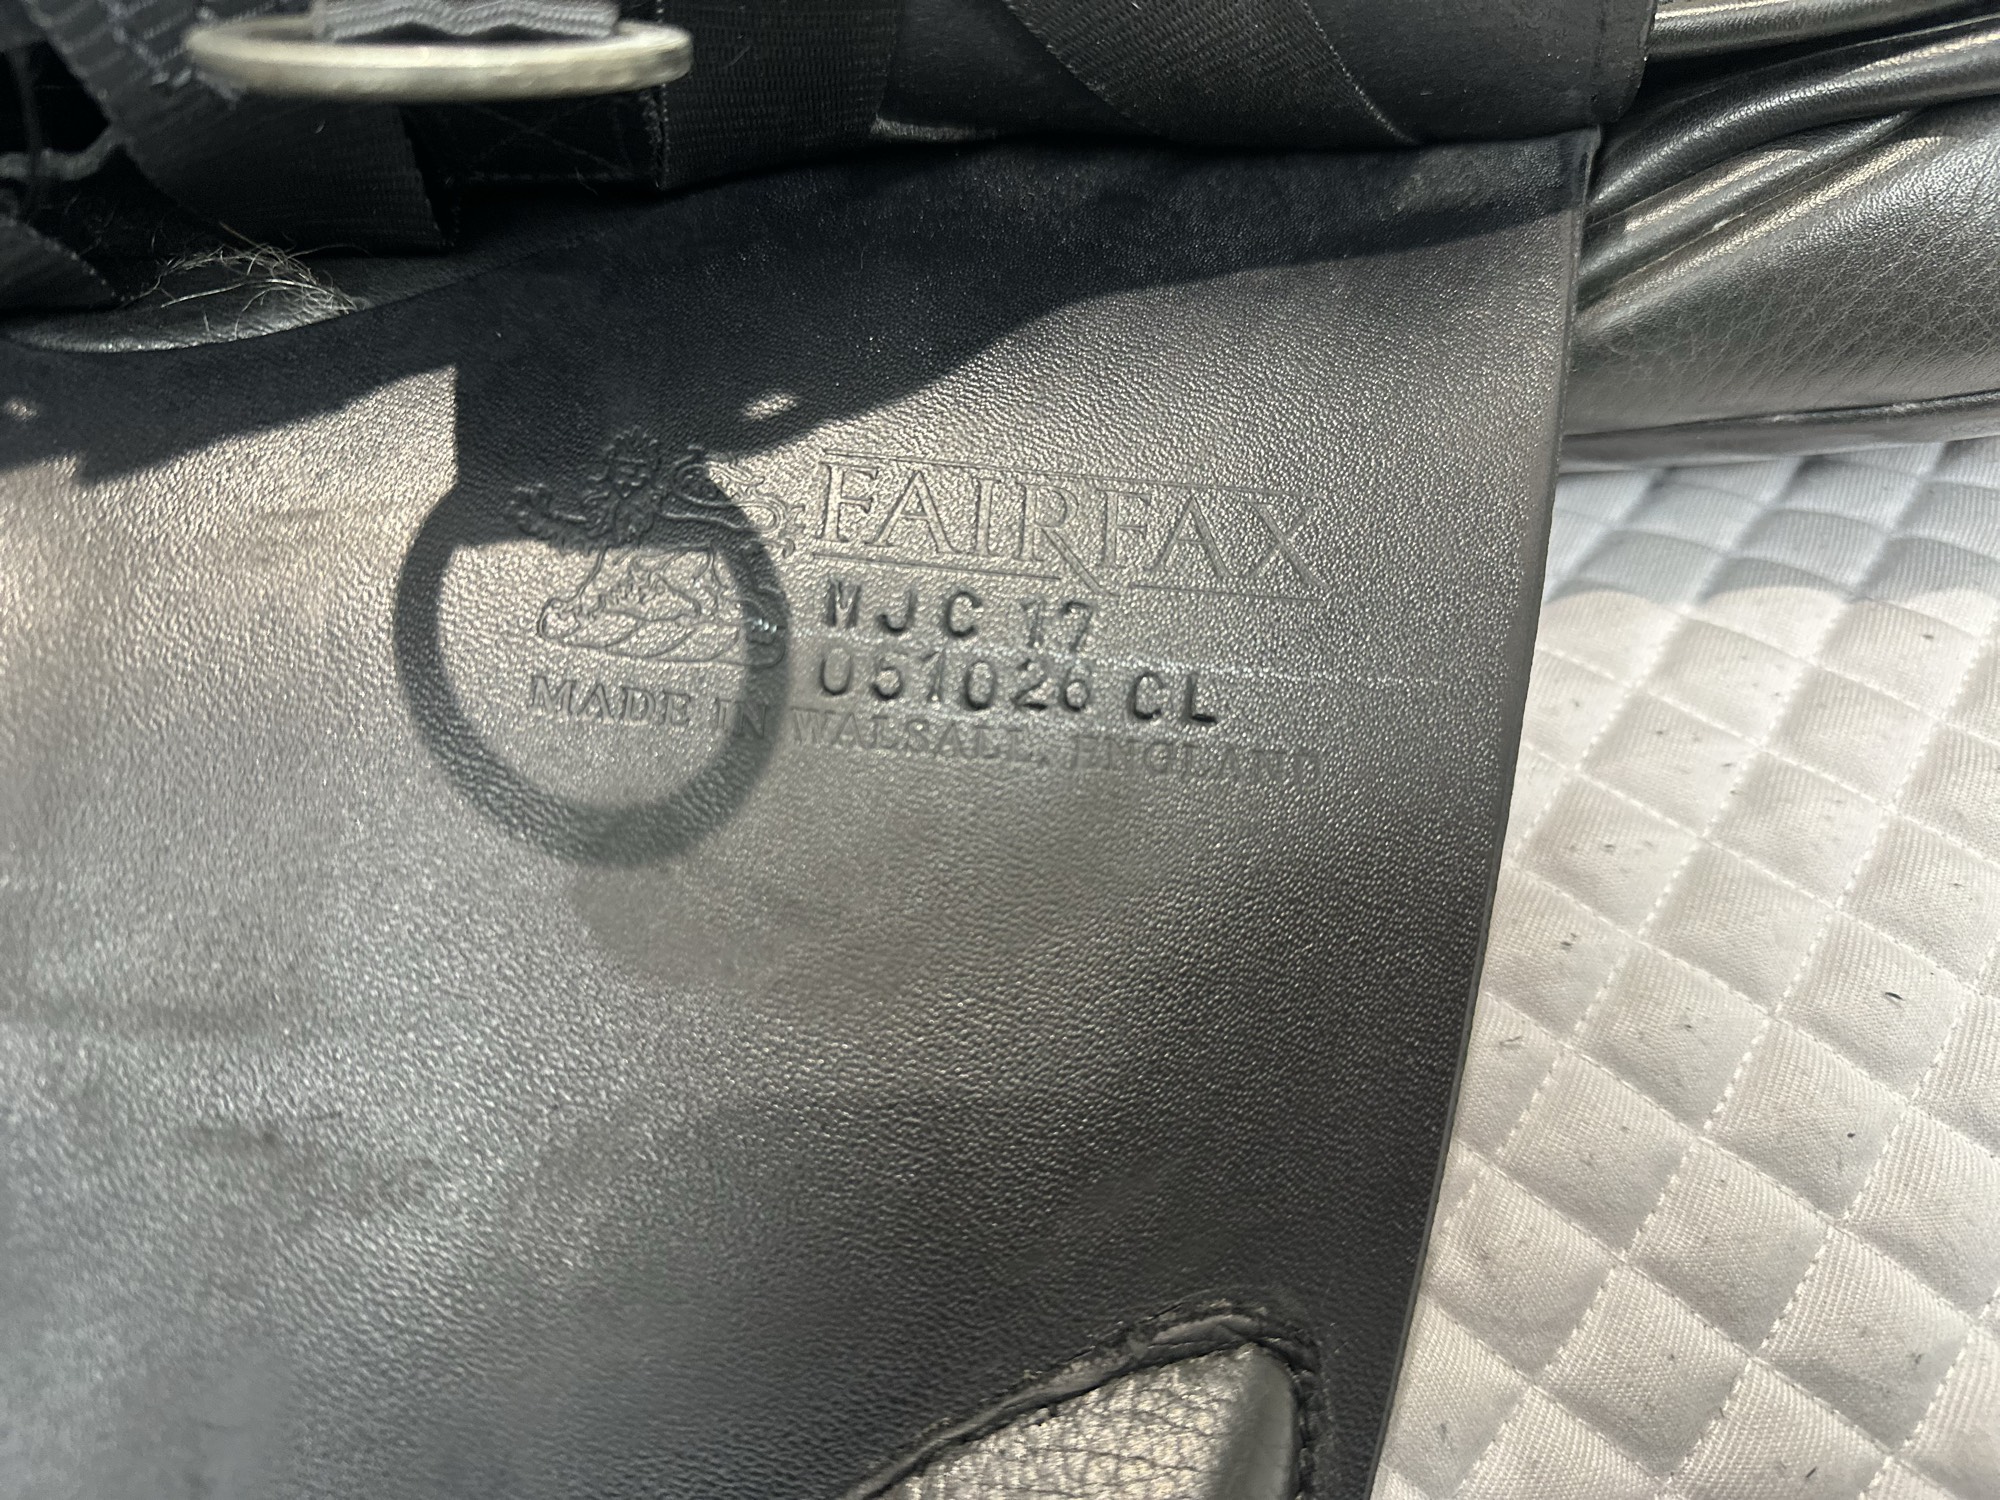 FAIRFAX
MJC 17
051026 CL
MADE IN WALSALL, ENGLAND